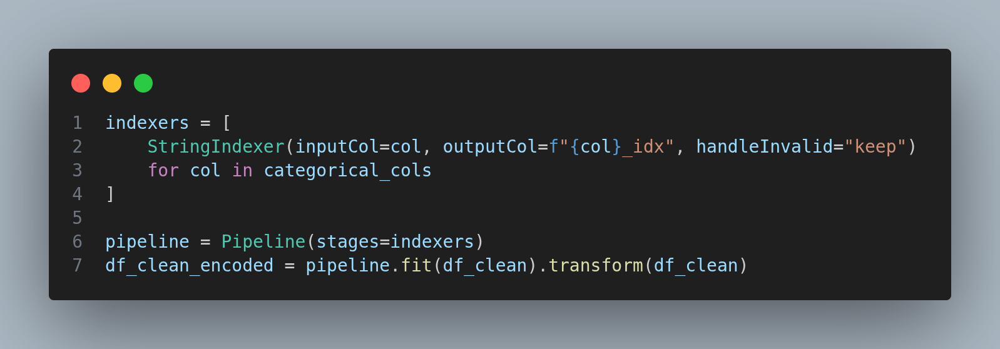 1 indexers = [
2     StringIndexer(inputCol=col, outputCol=f"{col}_idx", handleInvalid="keep")
3     for col in categorical_cols
4 ]
5
6 pipeline = Pipeline(stages=indexers)
7 df_clean_encoded = pipeline.fit(df_clean).transform(df_clean)